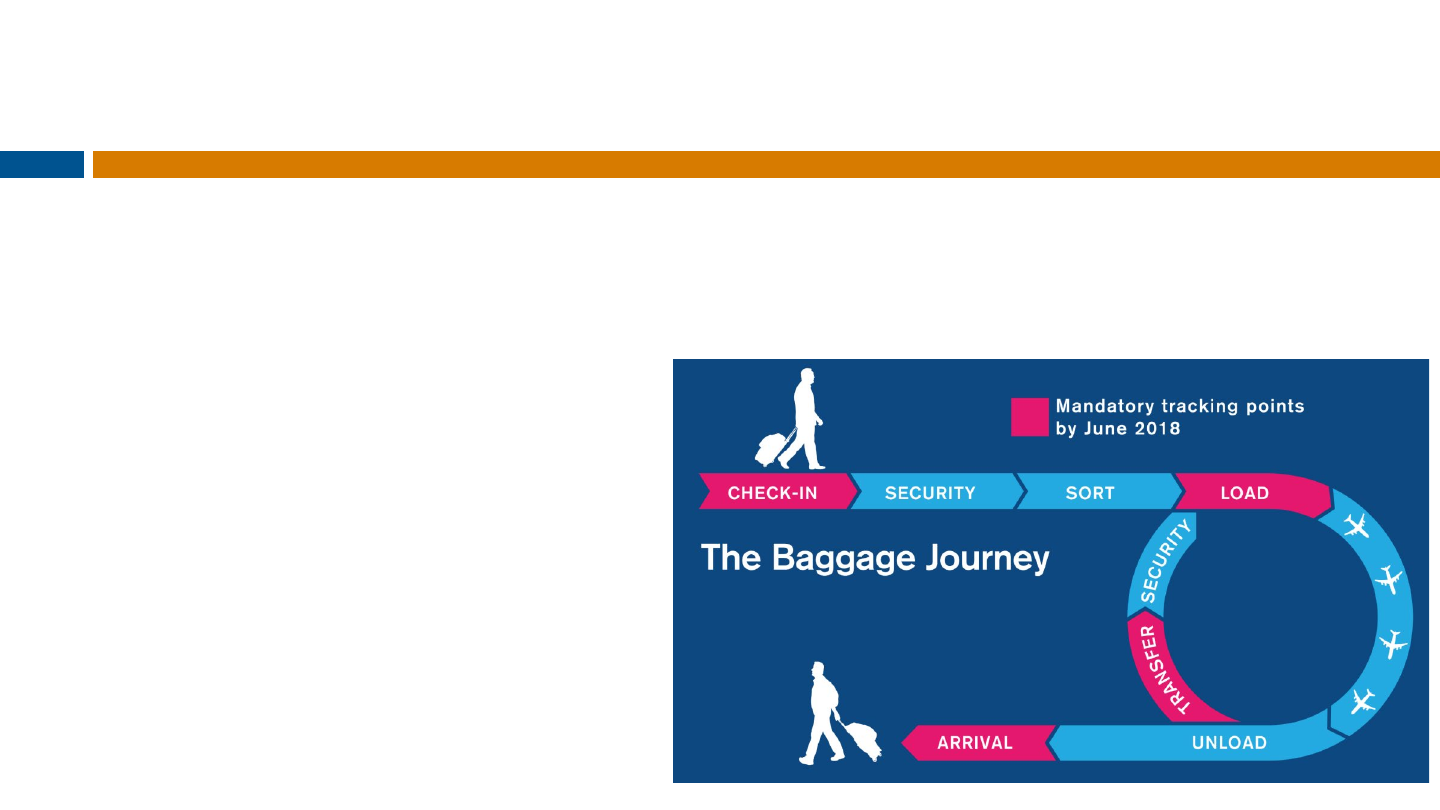 Mandatory tracking points
by June 2018
CHECK-IN
SECURITY
SORT
LOAD
The Baggage Journey
SECURITY
TRANSFER
ARRIVAL
UNLOAD